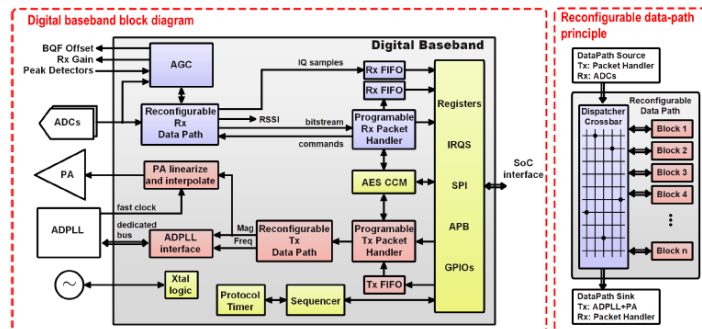 Digital baseband block diagram
Digital Baseband
BQF Offset
Rx Gain
Peak Detectors
AGC
ADCs
Reconfigurable
Rx
Data Path
IQ samples
RSSI
bitstream
commands
Rx FIFO
Rx FIFO
Programable
Rx Packet
Handler
Registers
IRQS
SPI
APB
GPIOs
SoC
interface
PA
PA linearize
and interpolate
AES CCM
fast clock
ADPLL
dedicated
bus
ADPLL
interface
Mag
Freq
Reconfigurable
Tx
Data Path
Programable
Tx Packet
Handler
Tx FIFO
Xtal
logic
Protocol
Timer
Sequencer
Reconfigurable data-path
principle
DataPath Source
Tx: Packet Handler
Rx: ADCs
Dispatcher
Crossbar
Reconfigurable
Data Path
Block 1
Block 2
Block 3
Block 4
Block n
DataPath Sink
Tx: ADPLL+PA
Rx: Packet Handler